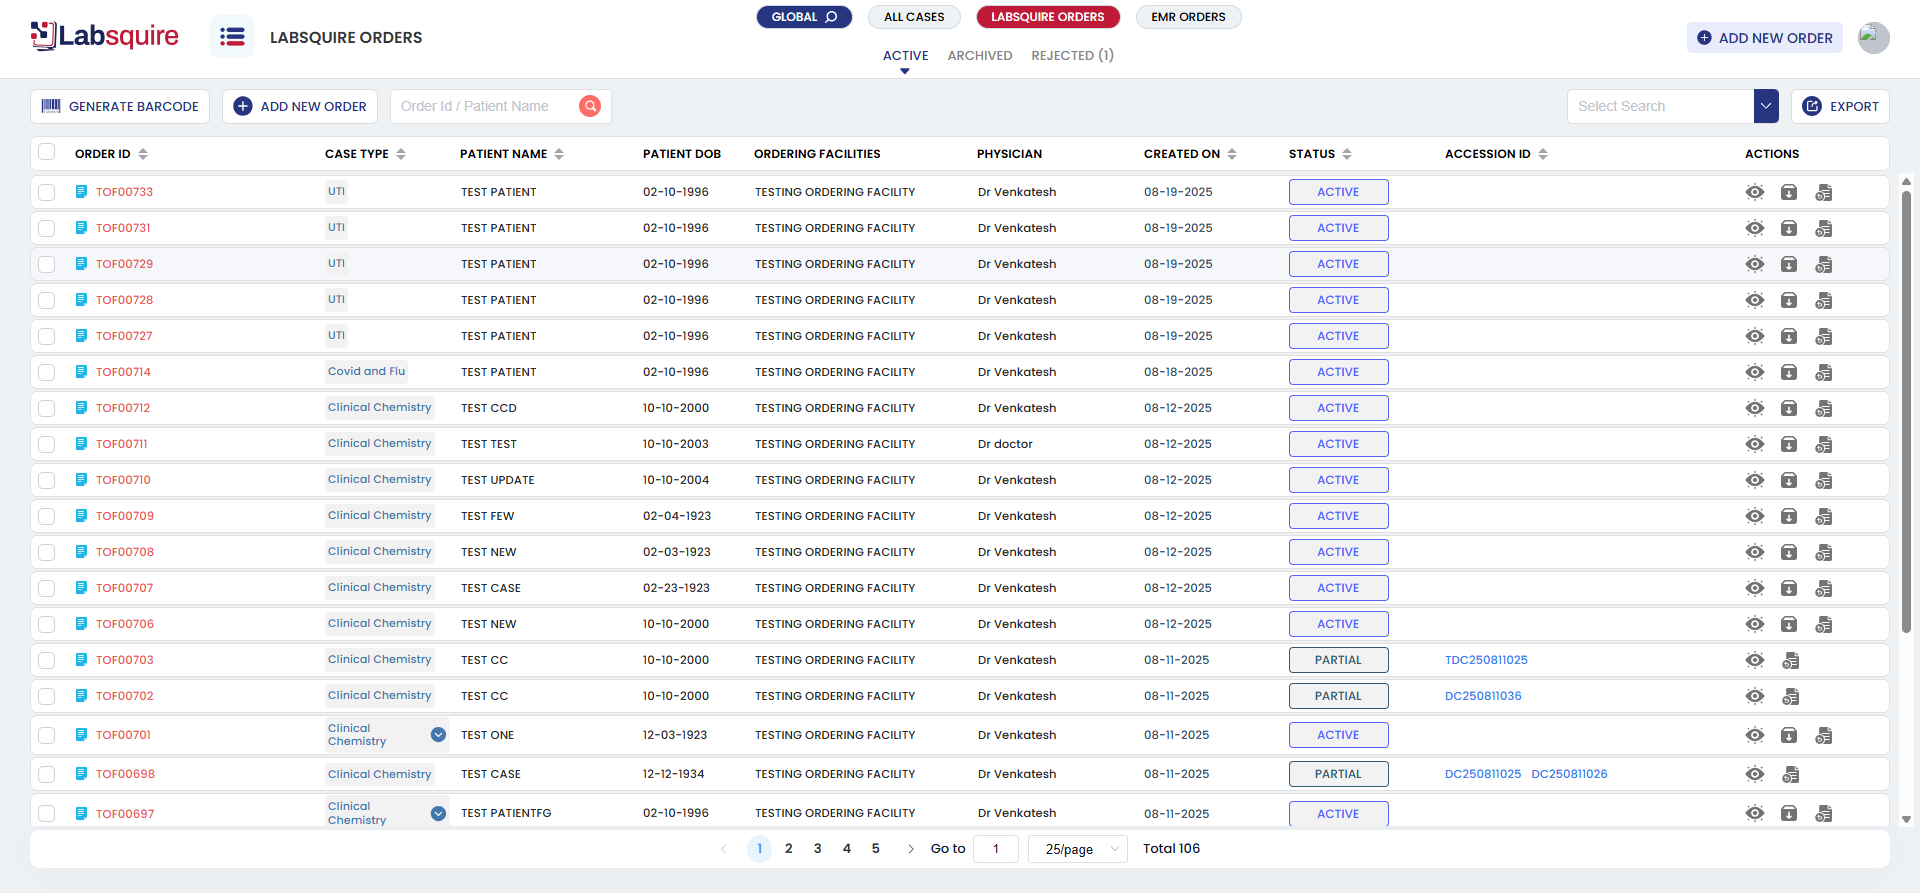 GLOBAL ALL CASES LABSQUIRE ORDERS EMR ORDERS
Labsquire LABSQUIRE ORDERS ADD NEW ORDER
ACTIVE ARCHIVED REJECTED (1)
GENERATE BARCODE ADD NEW ORDER Order Id / Patient Name Select Search EXPORT
ORDER ID CASE TYPE PATIENT NAME PATIENT DOB ORDERING FACILITIES PHYSICIAN CREATED ON STATUS ACCESSION ID ACTIONS
TOF00733 UTI TEST PATIENT 02-10-1996 TESTING ORDERING FACILITY Dr Venkatesh 08-19-2025 ACTIVE
TOF00731 UTI TEST PATIENT 02-10-1996 TESTING ORDERING FACILITY Dr Venkatesh 08-19-2025 ACTIVE
TOF00729 UTI TEST PATIENT 02-10-1996 TESTING ORDERING FACILITY Dr Venkatesh 08-19-2025 ACTIVE
TOF00728 UTI TEST PATIENT 02-10-1996 TESTING ORDERING FACILITY Dr Venkatesh 08-19-2025 ACTIVE
TOF00727 UTI TEST PATIENT 02-10-1996 TESTING ORDERING FACILITY Dr Venkatesh 08-19-2025 ACTIVE
TOF00714 Covid and Flu TEST PATIENT 02-10-1996 TESTING ORDERING FACILITY Dr Venkatesh 08-18-2025 ACTIVE
TOF00712 Clinical Chemistry TEST CCD 10-10-2000 TESTING ORDERING FACILITY Dr Venkatesh 08-12-2025 ACTIVE
TOF00711 Clinical Chemistry TEST TEST 10-10-2003 TESTING ORDERING FACILITY Dr doctor 08-12-2025 ACTIVE
TOF00710 Clinical Chemistry TEST UPDATE 10-10-2004 TESTING ORDERING FACILITY Dr Venkatesh 08-12-2025 ACTIVE
TOF00709 Clinical Chemistry TEST FEW 02-04-1923 TESTING ORDERING FACILITY Dr Venkatesh 08-12-2025 ACTIVE
TOF00708 Clinical Chemistry TEST NEW 02-03-1923 TESTING ORDERING FACILITY Dr Venkatesh 08-12-2025 ACTIVE
TOF00707 Clinical Chemistry TEST CASE 02-23-1923 TESTING ORDERING FACILITY Dr Venkatesh 08-12-2025 ACTIVE
TOF00706 Clinical Chemistry TEST NEW 10-10-2000 TESTING ORDERING FACILITY Dr Venkatesh 08-12-2025 ACTIVE
TOF00703 Clinical Chemistry TEST CC 10-10-2000 TESTING ORDERING FACILITY Dr Venkatesh 08-11-2025 PARTIAL TDC250811025
TOF00702 Clinical Chemistry TEST CC 10-10-2000 TESTING ORDERING FACILITY Dr Venkatesh 08-11-2025 PARTIAL DC250811036
TOF00701 Clinical Chemistry TEST ONE 12-03-1923 TESTING ORDERING FACILITY Dr Venkatesh 08-11-2025 ACTIVE
TOF00698 Clinical Chemistry TEST CASE 12-12-1934 TESTING ORDERING FACILITY Dr Venkatesh 08-11-2025 PARTIAL DC250811025 DC250811026
TOF00697 Clinical Chemistry TEST PATIENTFG 02-10-1996 TESTING ORDERING FACILITY Dr Venkatesh 08-11-2025 ACTIVE
1 2 3 4 5 Go to 1 25/page Total 106